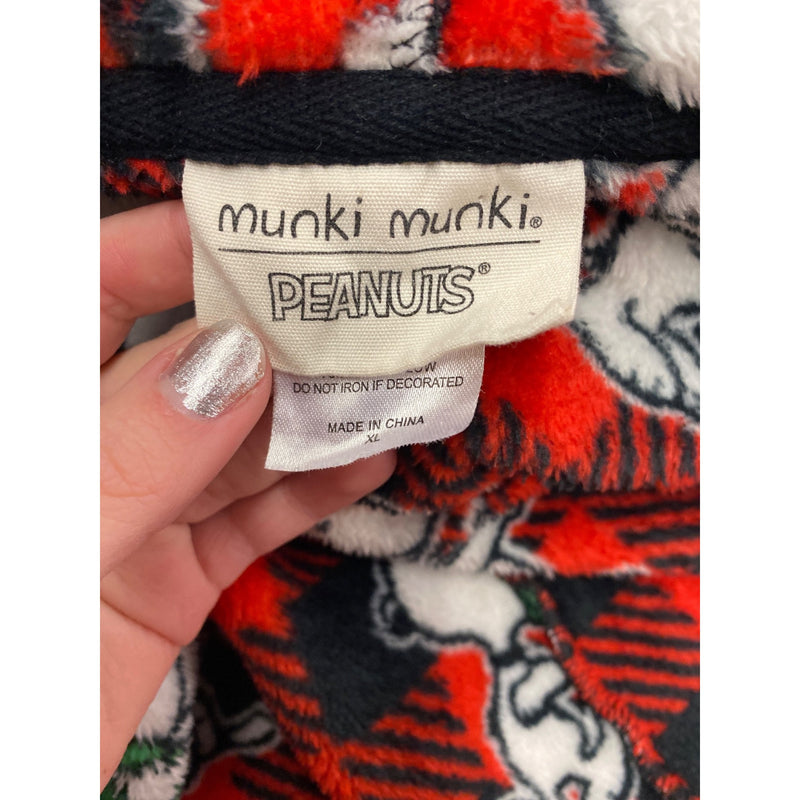 munki munki®
PEANUTS®
DO NOT IRON IF DECORATED
MADE IN CHINA
XL